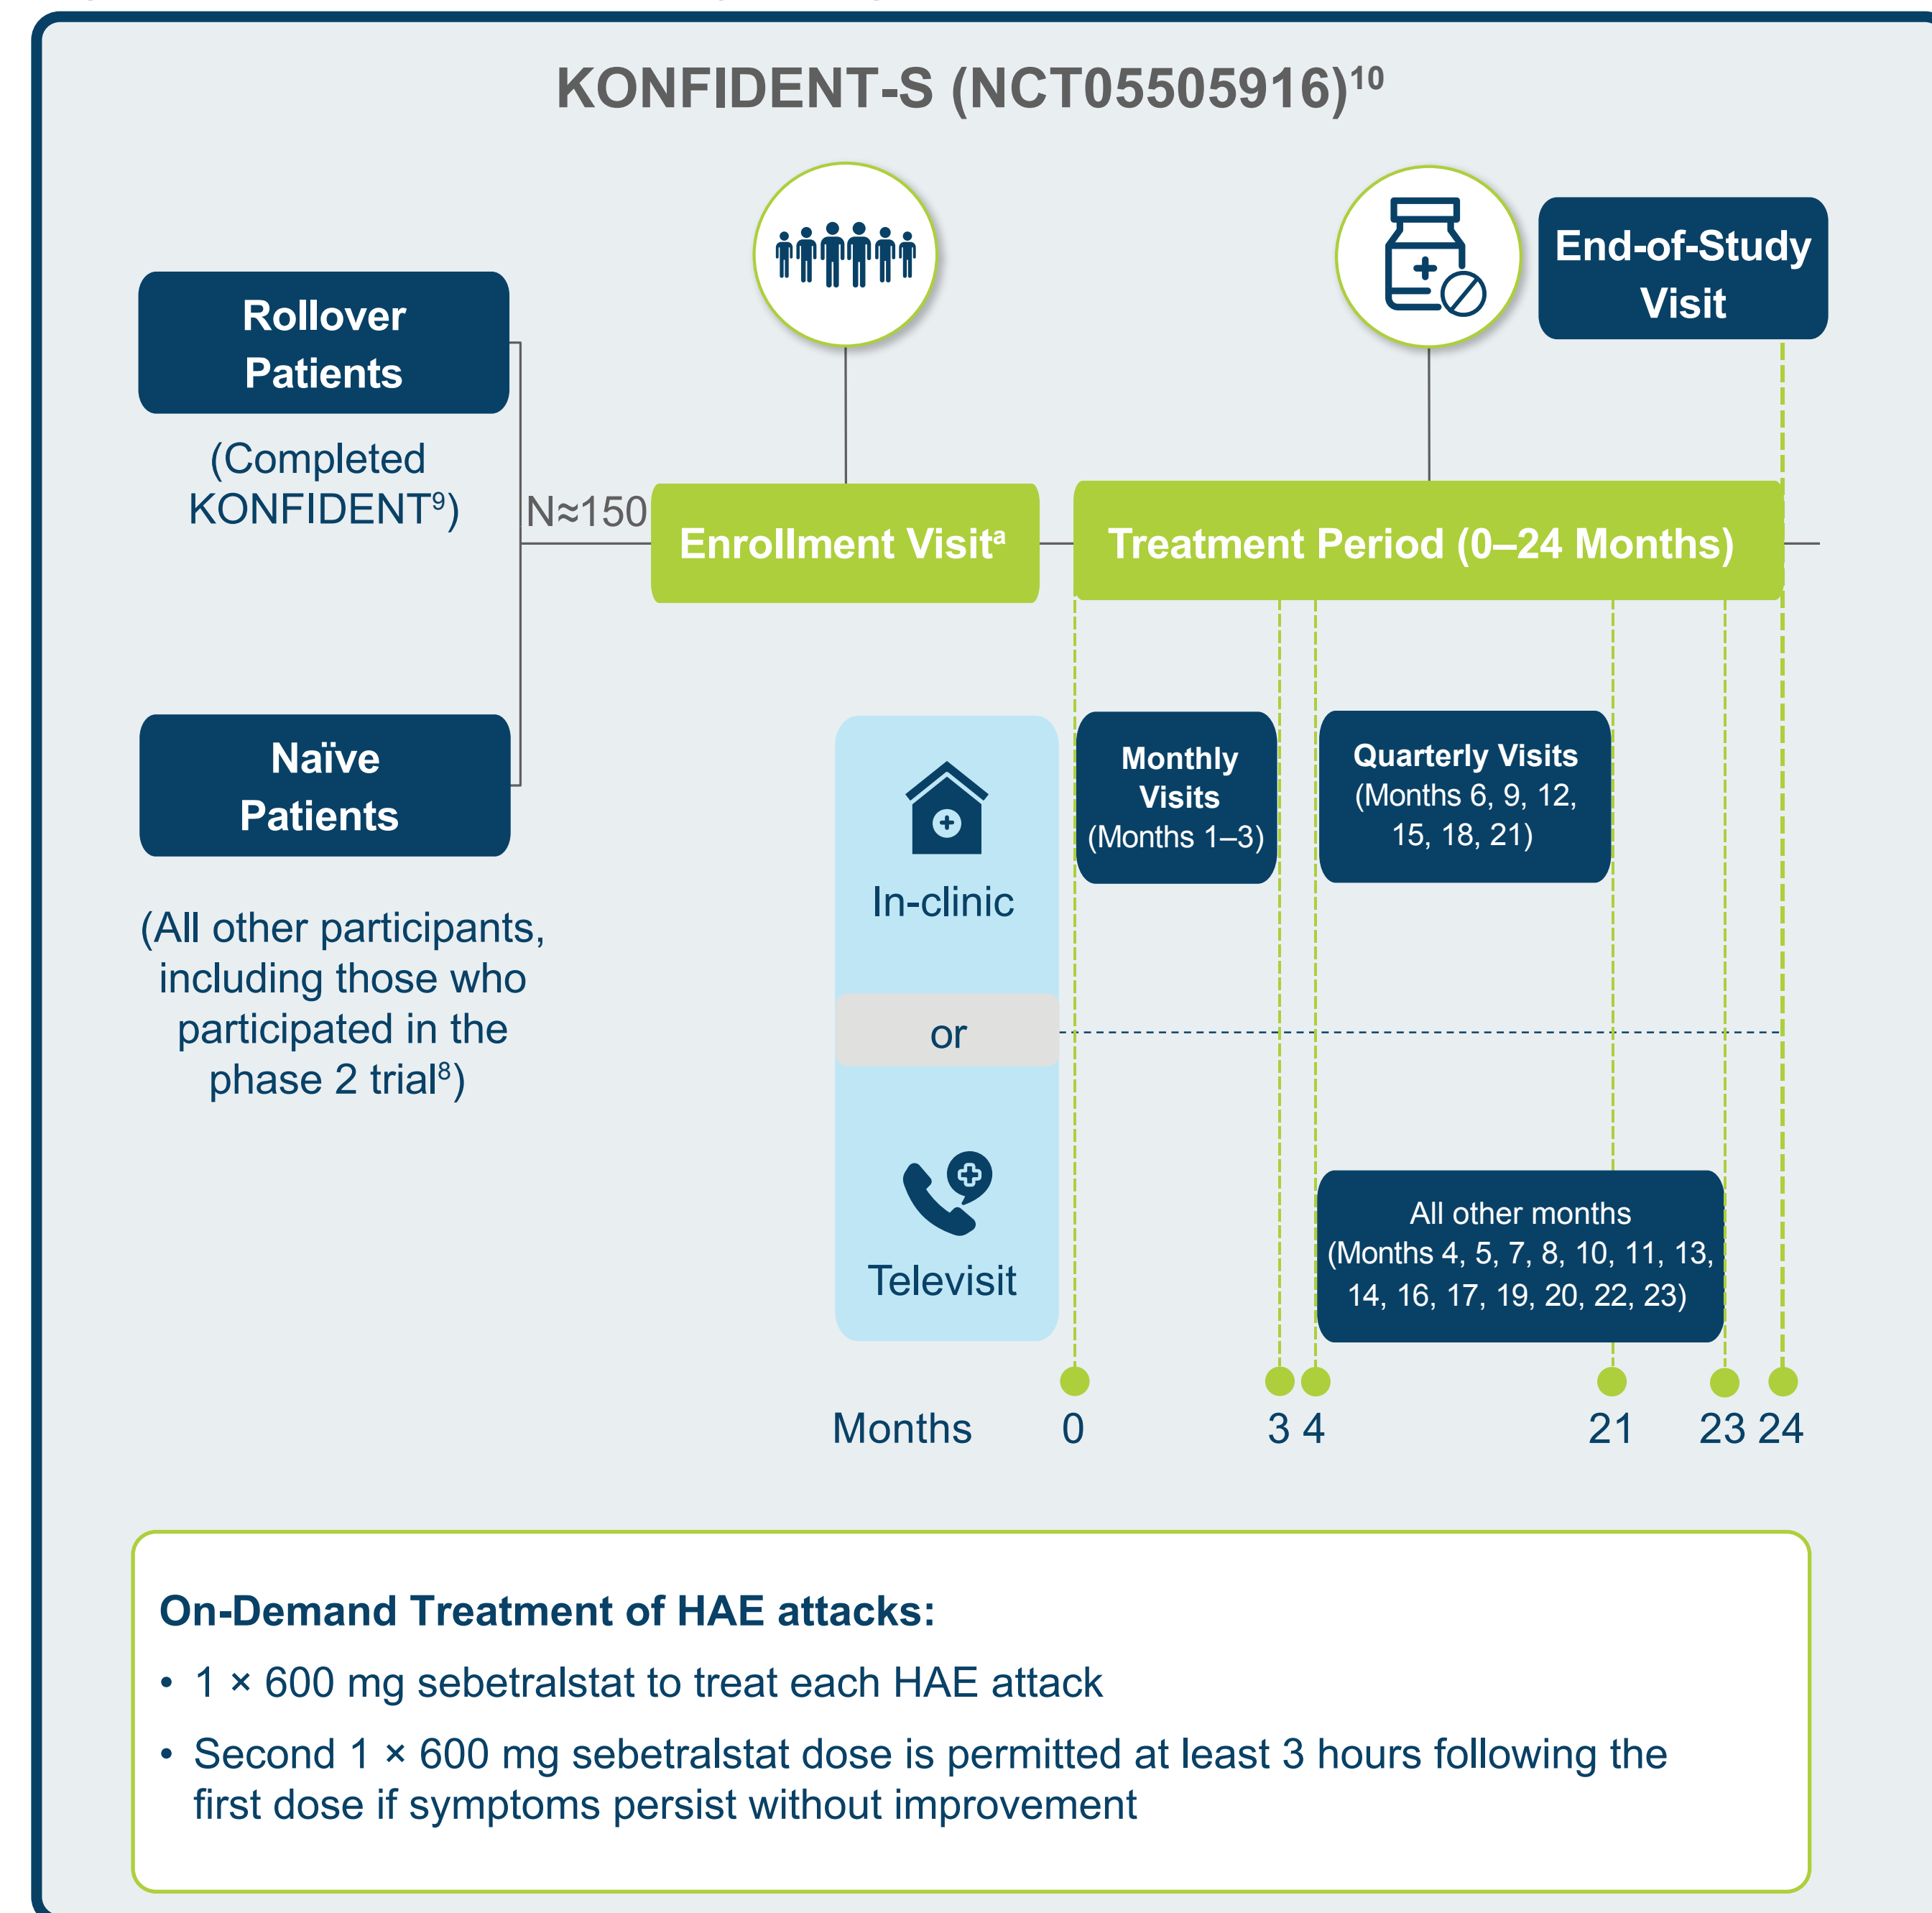 KONFIDENT-S (NCT05505916)¹⁰
End-of-Study
Visit
Rollover
Patients
(Completed
KONFIDENT⁹)
N≈150
Enrollment Visitᵃ
Treatment Period (0–24 Months)
Naïve
Patients
(All other participants,
including those who
participated in the
phase 2 trial⁸)
In-clinic
or
Televisit
Monthly
Visits
(Months 1–3)
Quarterly Visits
(Months 6, 9, 12,
15, 18, 21)
All other months
(Months 4, 5, 7, 8, 10, 11, 13,
14, 16, 17, 19, 20, 22, 23)
Months 0 3 4 21 23 24
On-Demand Treatment of HAE attacks:
• 1 × 600 mg sebetralstat to treat each HAE attack
• Second 1 × 600 mg sebetralstat dose is permitted at least 3 hours following the
first dose if symptoms persist without improvement